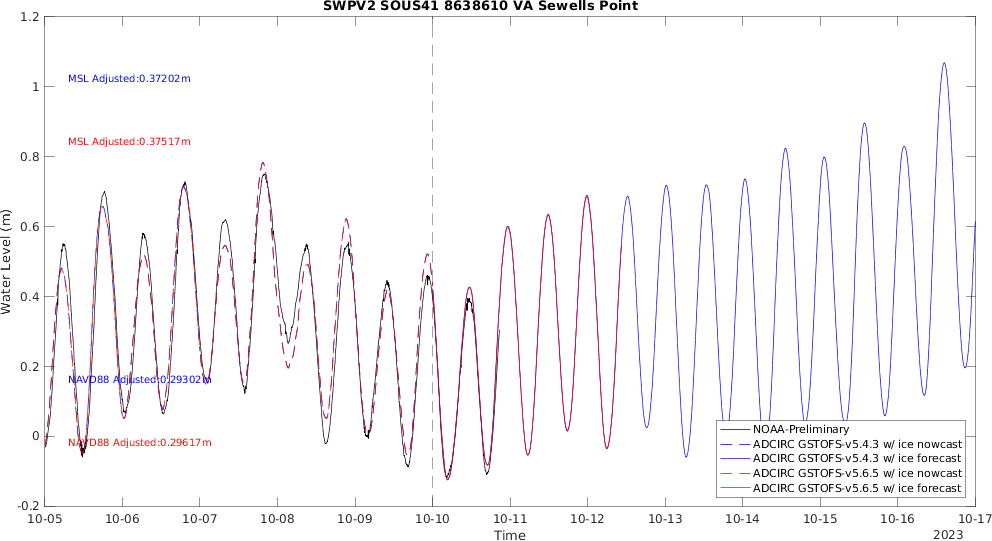 SWPV2 SOUS41 8638610 VA Sewells Point
1.2
MSL Adjusted:0.37202m
1
MSL Adjusted:0.37517m
0.8
0.6
Water Level (m)
0.4
0.2
NAVD88 Adjusted:0.29302m
0
NAVD88 Adjusted:0.29617m
-0.2
NOAA-Preliminary
ADCIRC GSTOFS-v5.4.3 w/ ice nowcast
ADCIRC GSTOFS-v5.4.3 w/ ice forecast
ADCIRC GSTOFS-v5.6.5 w/ ice nowcast
ADCIRC GSTOFS-v5.6.5 w/ ice forecast
10-05 10-06 10-07 10-08 10-09 10-10 10-11 10-12 10-13 10-14 10-15 10-16 10-17
Time
2023